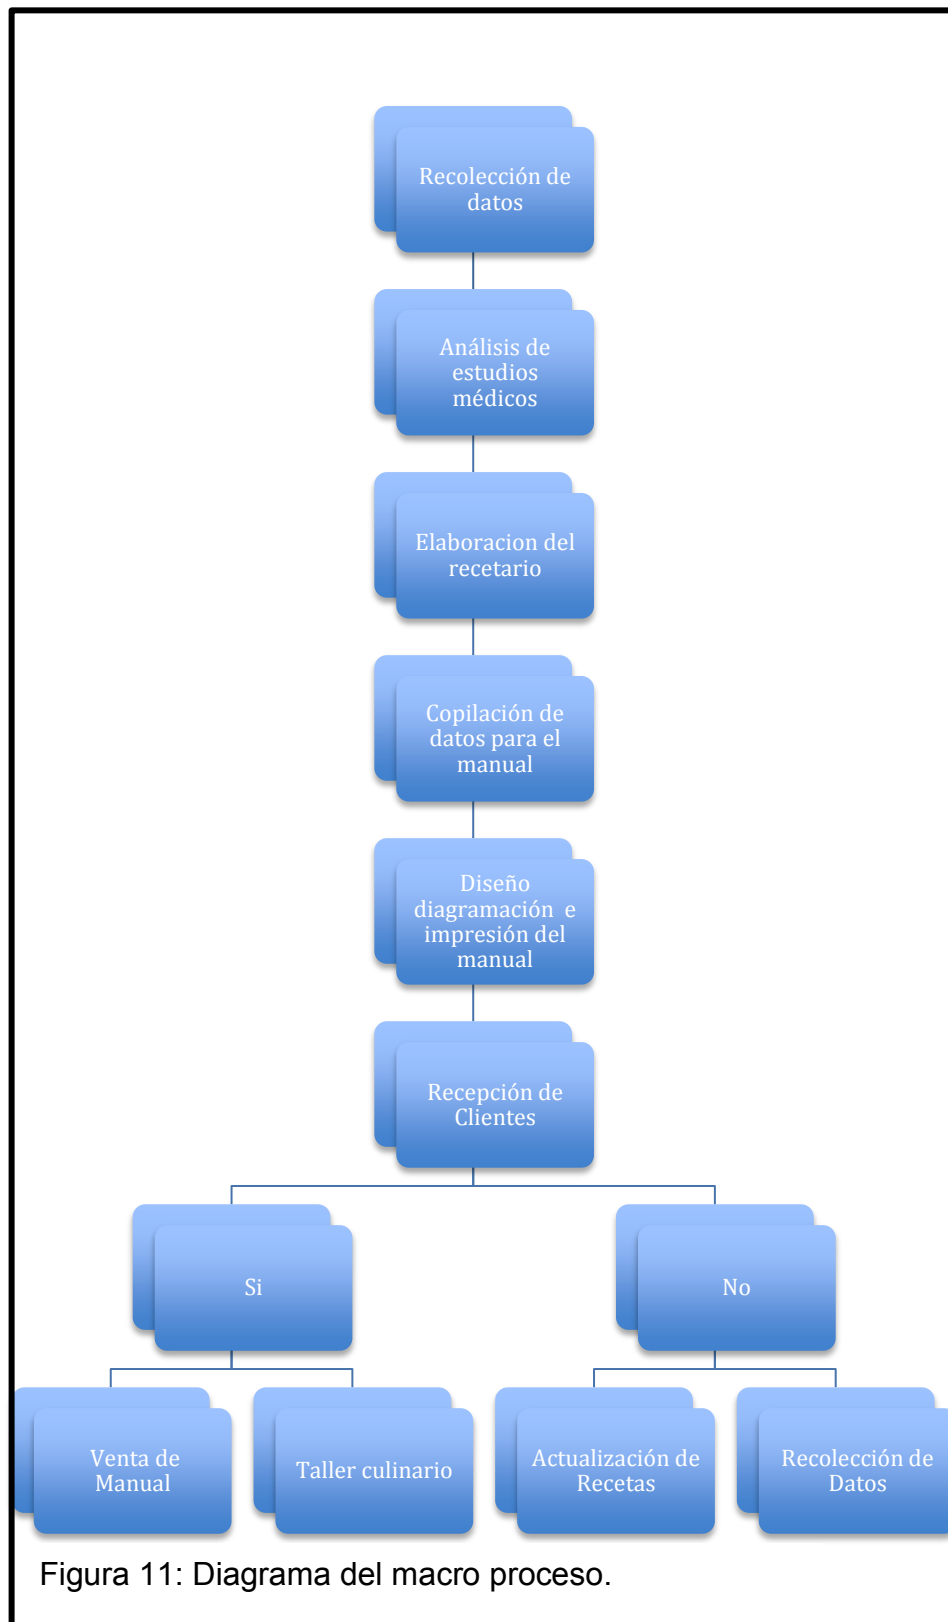 Recolección de
datos
Análisis de
estudios
médicos
Elaboracion del
recetario
Copilación de
datos para el
manual
Diseño
diagramación e
impresión del
manual
Recepción de
Clientes
Si
No
Venta de
Manual
Taller culinario
Actualización de
Recetas
Recolección de
Datos
Figura 11: Diagrama del macro proceso.